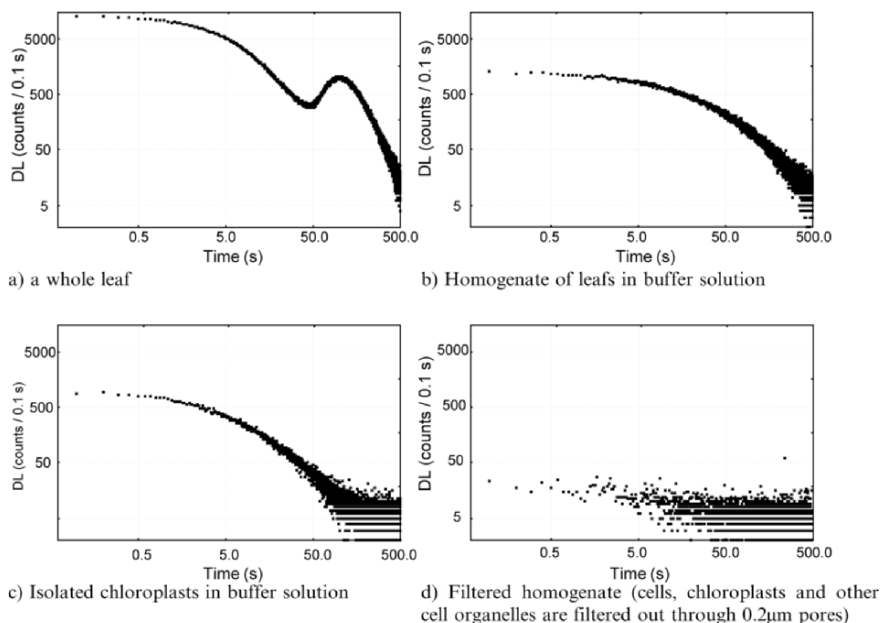 DL (counts / 0.1 s)
5000
500
50
5
0.5
5.0
50.0
500.0
Time (s)
a) a whole leaf
DL (counts / 0.1 s)
5000
500
50
5
0.5
5.0
50.0
500.0
Time (s)
b) Homogenate of leafs in buffer solution
DL (counts / 0.1 s)
5000
500
50
0.5
5.0
50.0
500.0
Time (s)
c) Isolated chloroplasts in buffer solution
DL (counts / 0.1 s)
5000
500
50
5
0.5
5.0
50.0
500.0
Time (s)
d) Filtered homogenate (cells, chloroplasts and other
cell organelles are filtered out through 0.2μm pores)